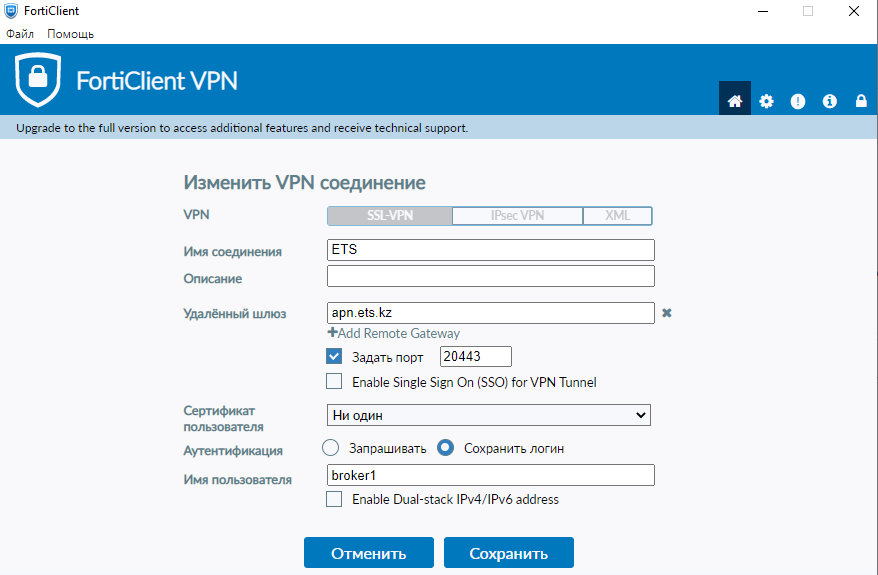 FortiClient
Файл Помощь
FortiClient VPN
Upgrade to the full version to access additional features and receive technical support.
Изменить VPN соединение
VPN SSL-VPN IPsec VPN XML
Имя соединения ETS
Описание
Удалённый шлюз apn.ets.kz
+Add Remote Gateway
Задать порт 20443
Enable Single Sign On (SSO) for VPN Tunnel
Сертификат
пользователя
Ни один
Аутентификация Запрашивать Сохранить логин
Имя пользователя broker1
Enable Dual-stack IPv4/IPv6 address
Отменить Сохранить